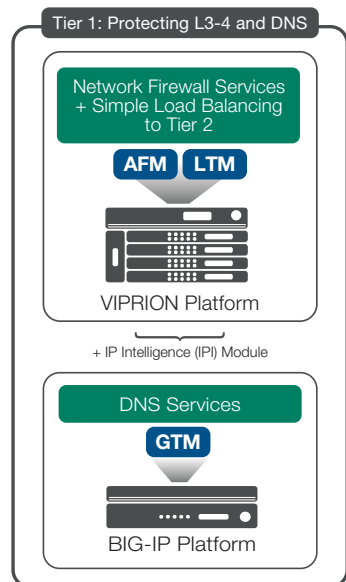 Tier 1: Protecting L3-4 and DNS
Network Firewall Services
+ Simple Load Balancing
to Tier 2
AFM LTM
VIPRION Platform
+ IP Intelligence (IPI) Module
DNS Services
GTM
BIG-IP Platform